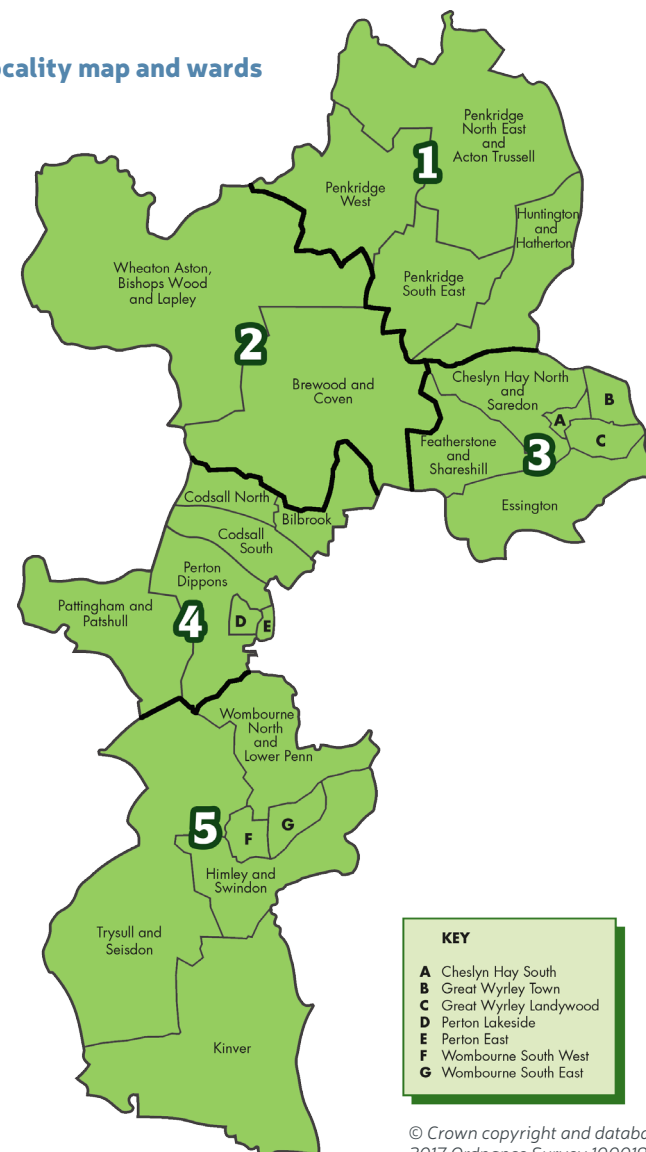 ocality map and wards
Penkridge
North East
and
Acton Trussell
1
Penkridge
West
Huntington
and
Hatherton
Wheaton Aston,
Bishops Wood
and Lapley
Penkridge
South East
2
Brewood and
Coven
Cheslyn Hay North
and
Saredon
B
A
C
Featherstone
and
Shareshill
3
Essington
Codsall North
Bilbrook
Codsall
South
Perton
Dippons
Pattingham and
Patshull
4
D
E
Wombourne
North
and
Lower Penn
5
F
G
Himley and
Swindon
Trysull and
Seisdon
Kinver
KEY
A Cheslyn Hay South
B Great Wyrley Town
C Great Wyrley Landywood
D Perton Lakeside
E Perton East
F Wombourne South West
G Wombourne South East
© Crown copyright and databa